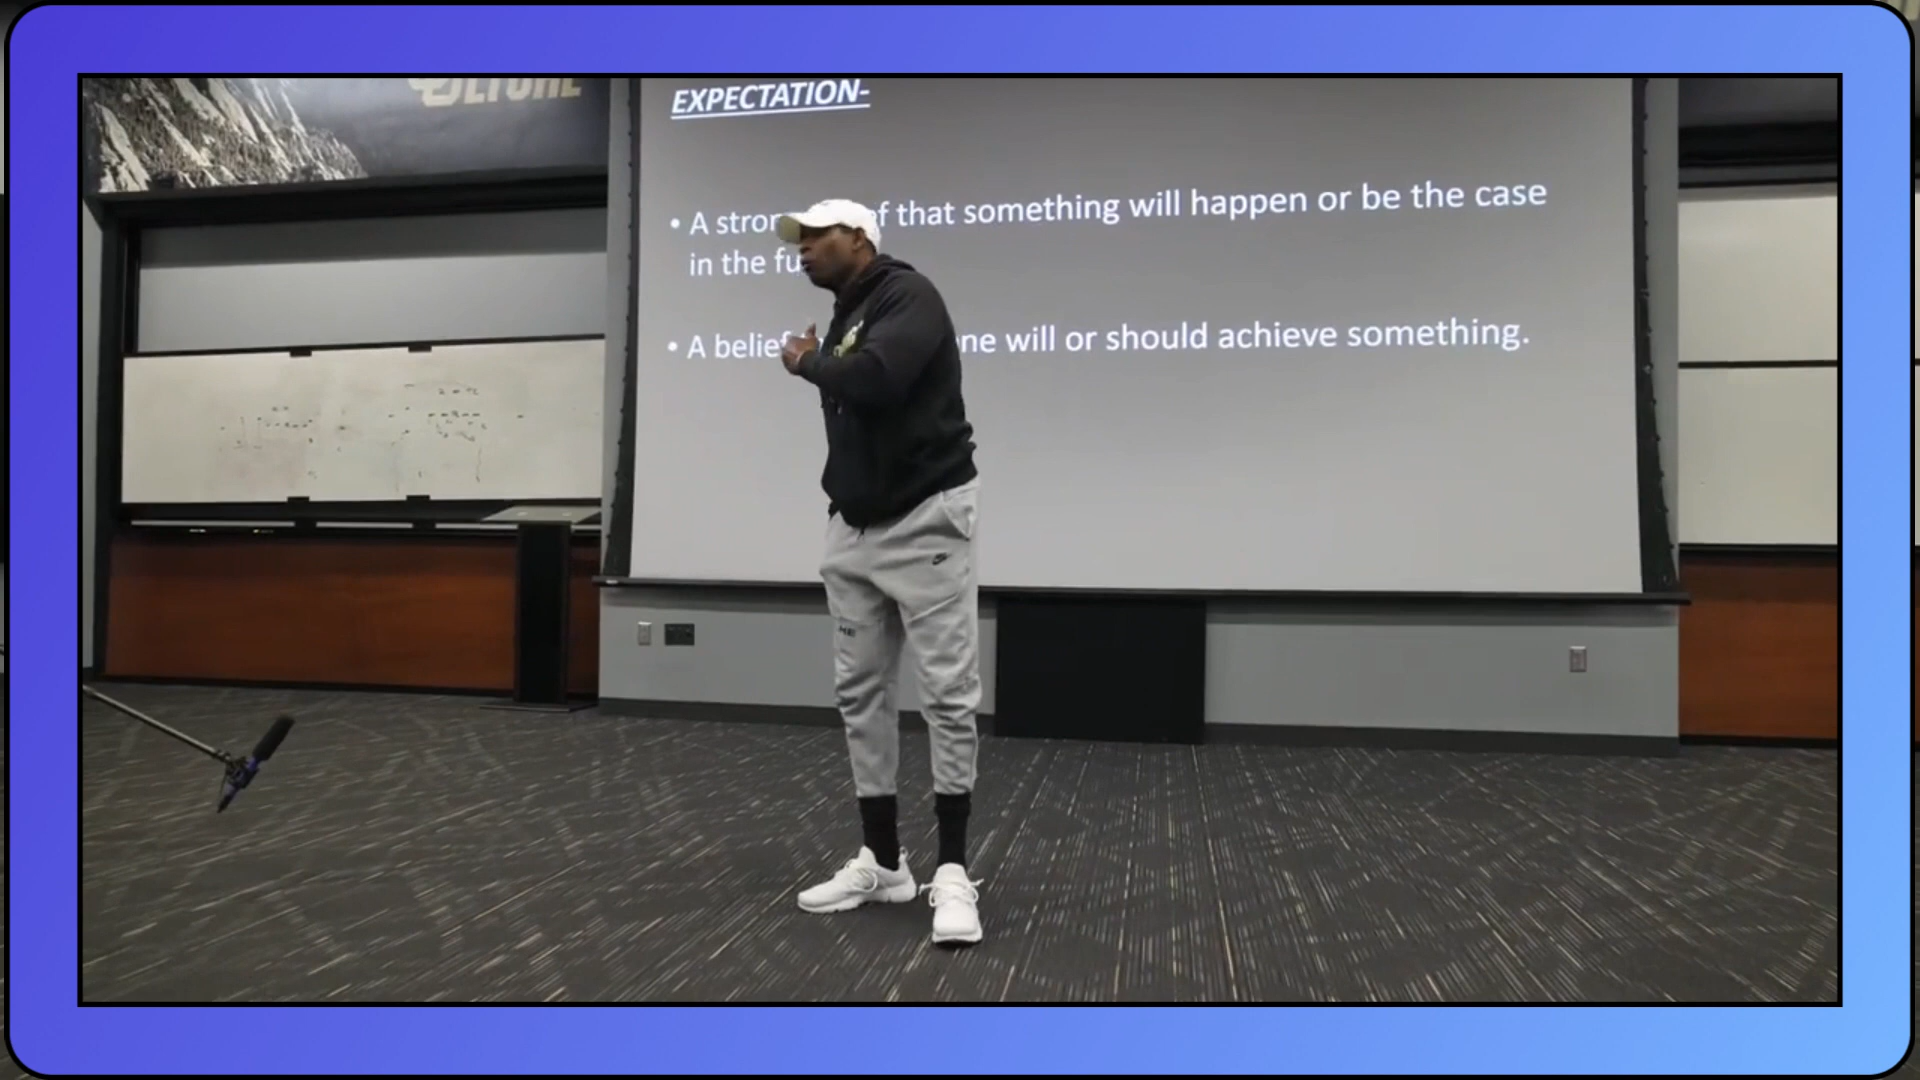 EXPECTATION-
• A stron f that something will happen or be the case
in the fu
• A belief ne will or should achieve something.